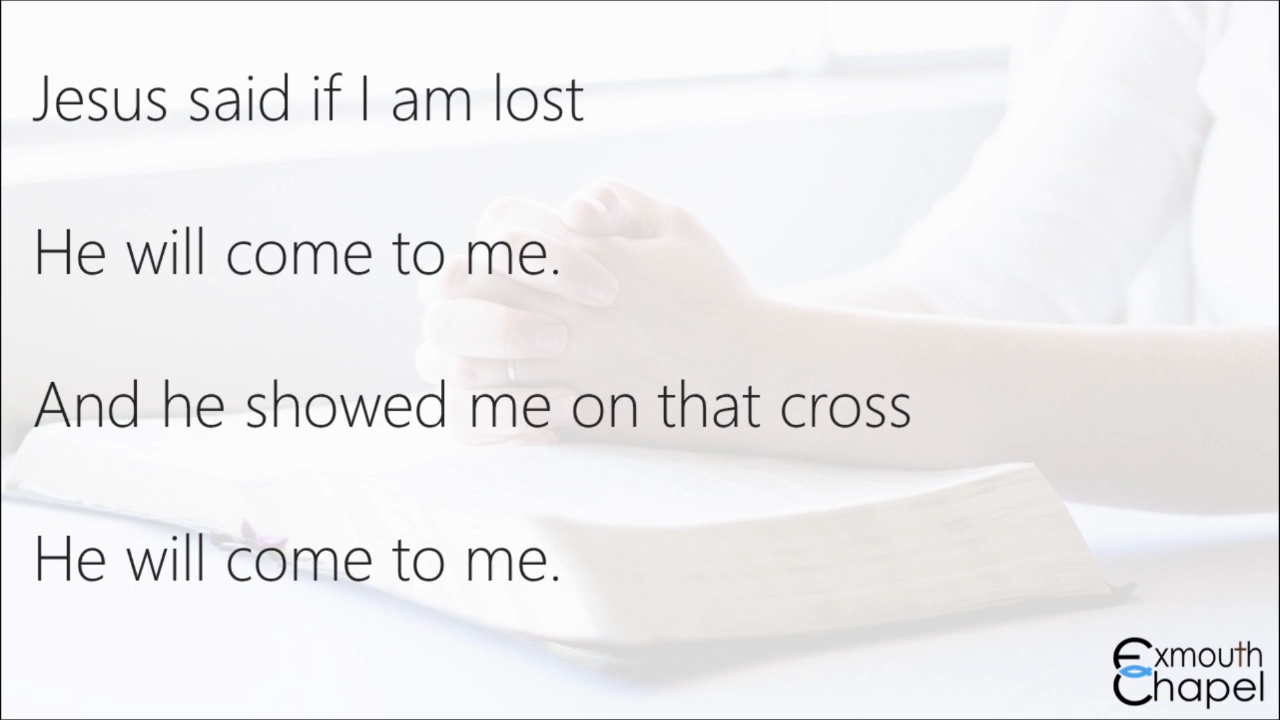 Jesus said if I am lost
He will come to me.
And he showed me on that cross
He will come to me.
Exmouth
Chapel